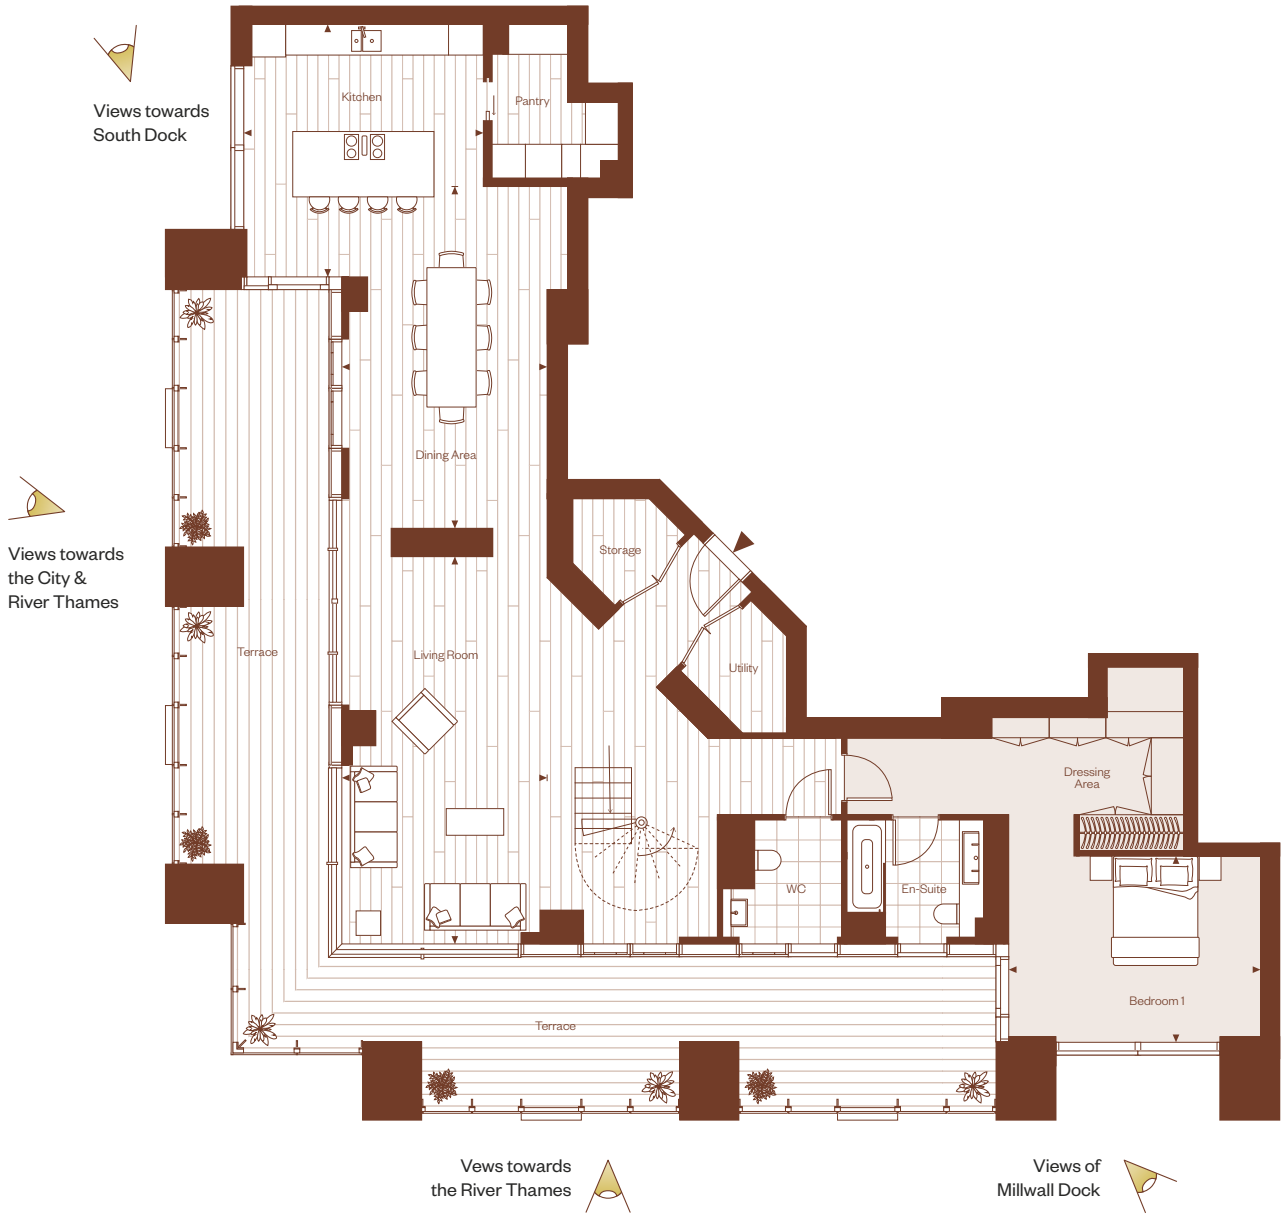 Views towards
South Dock
Kitchen
Pantry
Dining Area
Storage
Views towards
the City &
River Thames
Terrace
Living Room
Utility
Dressing
Area
WC
En-Suite
Bedroom 1
Terrace
Vews towards
the River Thames
Views of
Millwall Dock